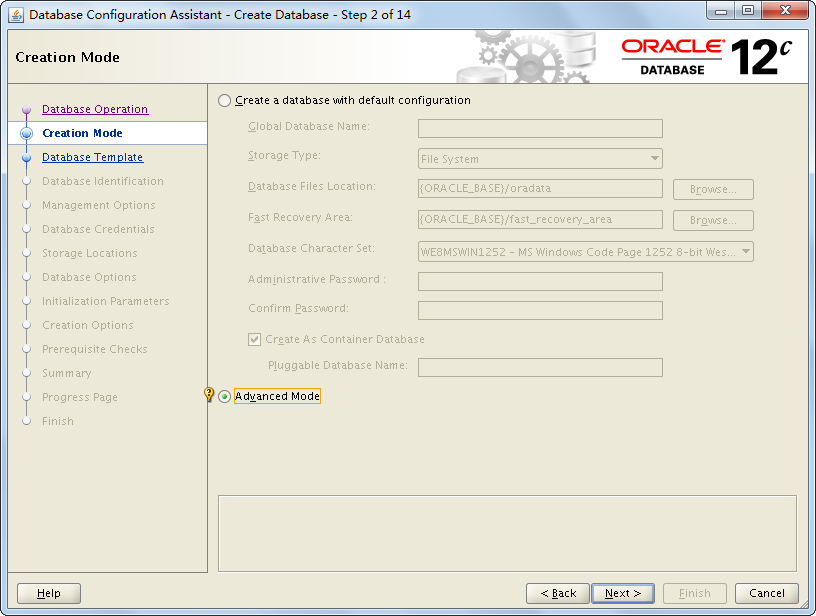 Database Configuration Assistant - Create Database - Step 2 of 14
Creation Mode
ORACLE®
DATABASE
12c
Database Operation
Creation Mode
Database Template
Database Identification
Management Options
Database Credentials
Storage Locations
Database Options
Initialization Parameters
Creation Options
Prerequisite Checks
Summary
Progress Page
Finish
Create a database with default configuration
Global Database Name:
Storage Type: File System
Database Files Location: {ORACLE_BASE}/oradata Browse...
Fast Recovery Area: {ORACLE_BASE}/fast_recovery_area Browse...
Database Character Set: WE8MSWIN1252 - MS Windows Code Page 1252 8-bit Wes...
Administrative Password :
Confirm Password:
Create As Container Database
Pluggable Database Name:
Advanced Mode
Help < Back Next > Finish Cancel